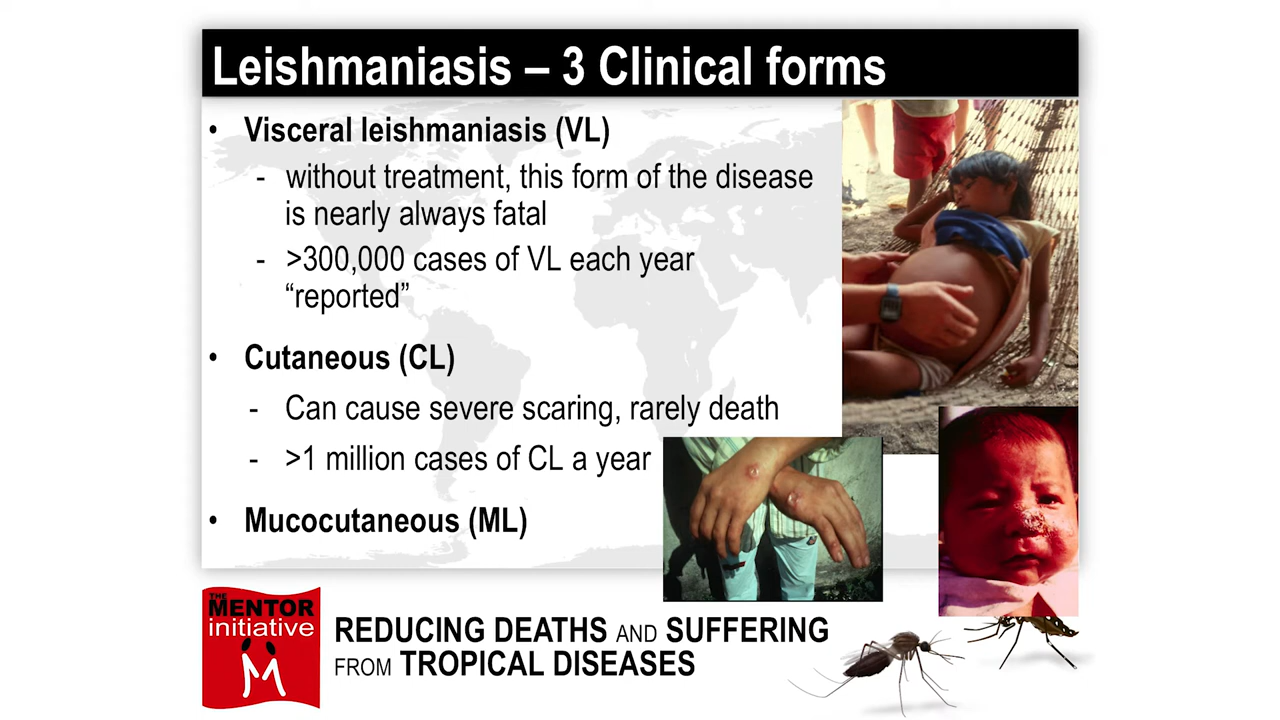 Leishmaniasis – 3 Clinical forms
• Visceral leishmaniasis (VL)
- without treatment, this form of the disease
is nearly always fatal
- >300,000 cases of VL each year
“reported”
• Cutaneous (CL)
- Can cause severe scaring, rarely death
- >1 million cases of CL a year
• Mucocutaneous (ML)
THE
MENTOR
initiative
REDUCING DEATHS AND SUFFERING
FROM TROPICAL DISEASES